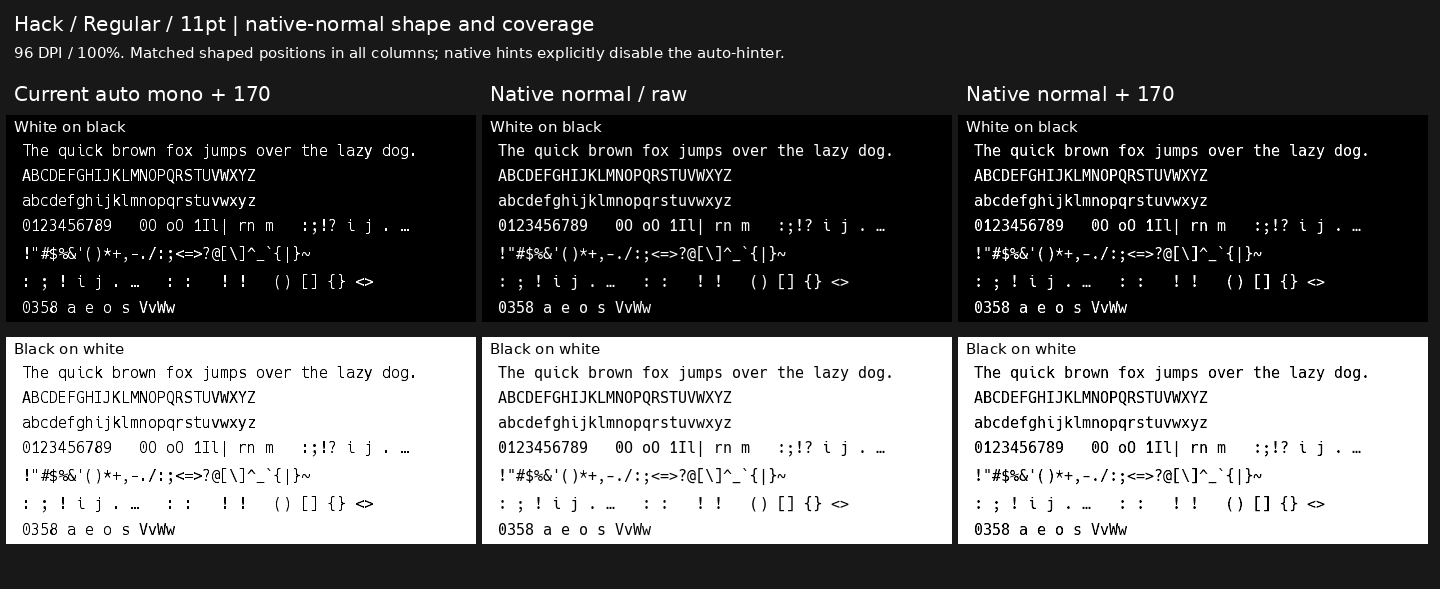 Hack / Regular / 11pt | native-normal shape and coverage
96 DPI / 100%. Matched shaped positions in all columns; native hints explicitly disable the auto-hinter.
Current auto mono + 170
White on black
The quick brown fox jumps over the lazy dog.
ABCDEFGHIJKLMNOPQRSTUVWXYZ
abcdefghijklmnopqrstuvwxyz
0123456789   0O oO 1Il| rn m   :;!? i j . …
!"#$%&'()*+,-./:;<=>?@[\]^_`{|}~
: ; ! i j . …   : :   ! !   () [] {} <>
0358 a e o s VvWw
Black on white
The quick brown fox jumps over the lazy dog.
ABCDEFGHIJKLMNOPQRSTUVWXYZ
abcdefghijklmnopqrstuvwxyz
0123456789   0O oO 1Il| rn m   :;!? i j . …
!"#$%&'()*+,-./:;<=>?@[\]^_`{|}~
: ; ! i j . …   : :   ! !   () [] {} <>
0358 a e o s VvWw
Native normal / raw
White on black
The quick brown fox jumps over the lazy dog.
ABCDEFGHIJKLMNOPQRSTUVWXYZ
abcdefghijklmnopqrstuvwxyz
0123456789   0O oO 1Il| rn m   :;!? i j . …
!"#$%&'()*+,-./:;<=>?@[\]^_`{|}~
: ; ! i j . …   : :   ! !   () [] {} <>
0358 a e o s VvWw
Black on white
The quick brown fox jumps over the lazy dog.
ABCDEFGHIJKLMNOPQRSTUVWXYZ
abcdefghijklmnopqrstuvwxyz
0123456789   0O oO 1Il| rn m   :;!? i j . …
!"#$%&'()*+,-./:;<=>?@[\]^_`{|}~
: ; ! i j . …   : :   ! !   () [] {} <>
0358 a e o s VvWw
Native normal + 170
White on black
The quick brown fox jumps over the lazy dog.
ABCDEFGHIJKLMNOPQRSTUVWXYZ
abcdefghijklmnopqrstuvwxyz
0123456789   0O oO 1Il| rn m   :;!? i j . …
!"#$%&'()*+,-./:;<=>?@[\]^_`{|}~
: ; ! i j . …   : :   ! !   () [] {} <>
0358 a e o s VvWw
Black on white
The quick brown fox jumps over the lazy dog.
ABCDEFGHIJKLMNOPQRSTUVWXYZ
abcdefghijklmnopqrstuvwxyz
0123456789   0O oO 1Il| rn m   :;!? i j . …
!"#$%&'()*+,-./:;<=>?@[\]^_`{|}~
: ; ! i j . …   : :   ! !   () [] {} <>
0358 a e o s VvWw